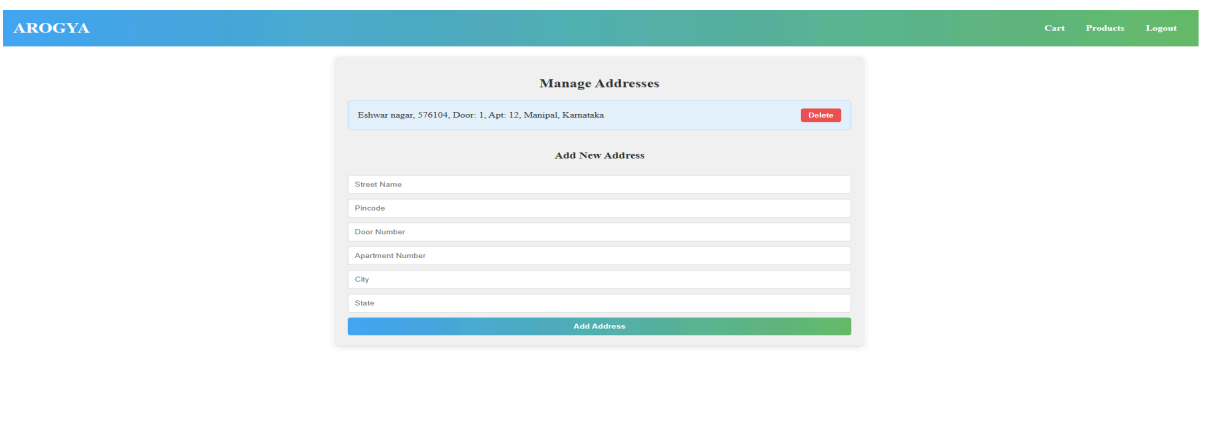 AROGYA Cart Products Logout
Manage Addresses
Eshwar nagar, 576104, Door: 1, Apt: 12, Manipal, Karnataka Delete
Add New Address
Street Name
Pincode
Door Number
Apartment Number
City
State
Add Address